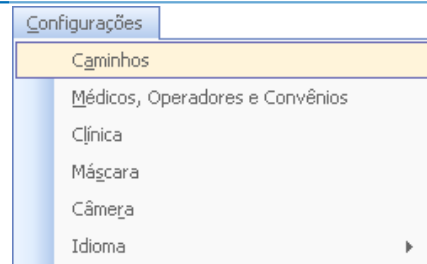 Configurações
Caminhos
Médicos, Operadores e Convênios
Clínica
Máscara
Câmera
Idioma